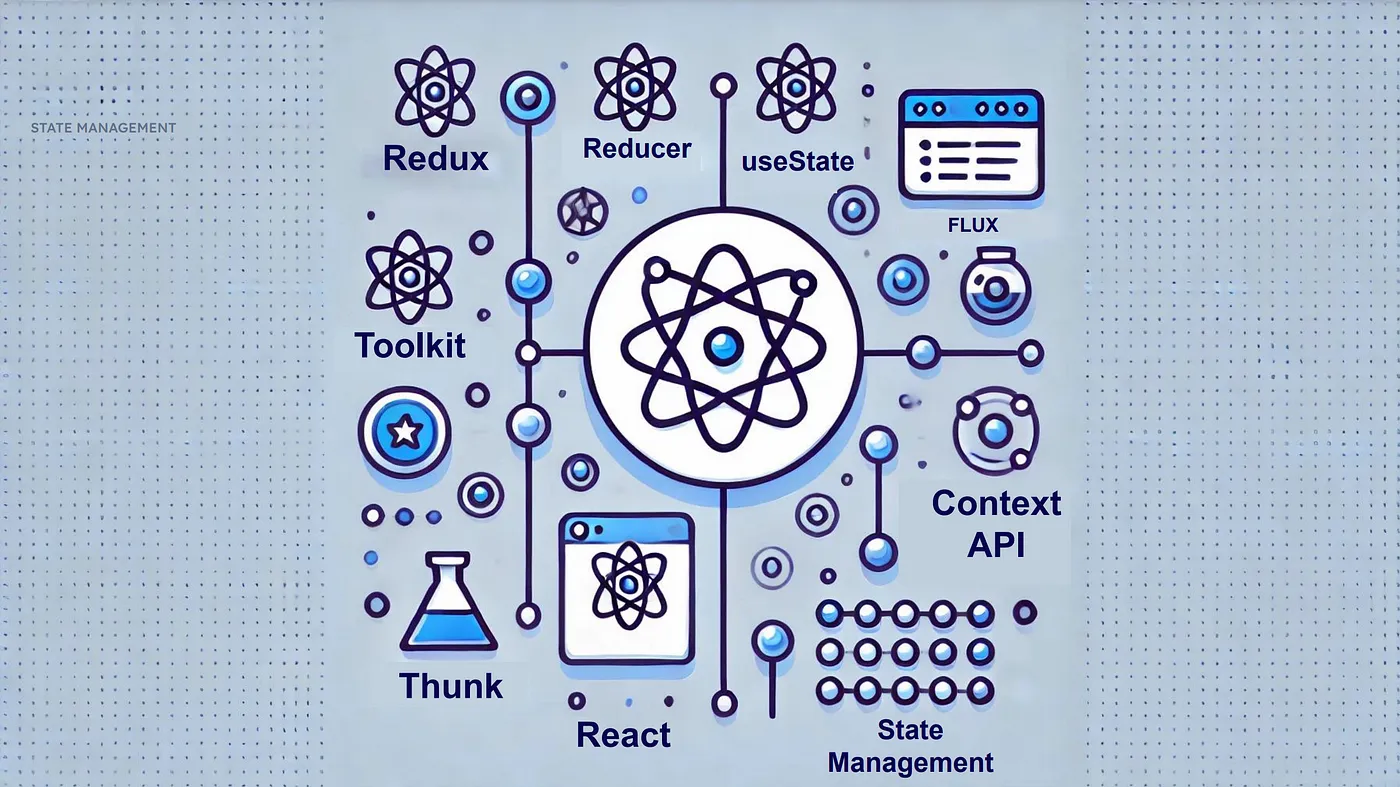 STATE MANAGEMENT
Redux
Reducer
useState
FLUX
Toolkit
Context
API
Thunk
React
State
Management